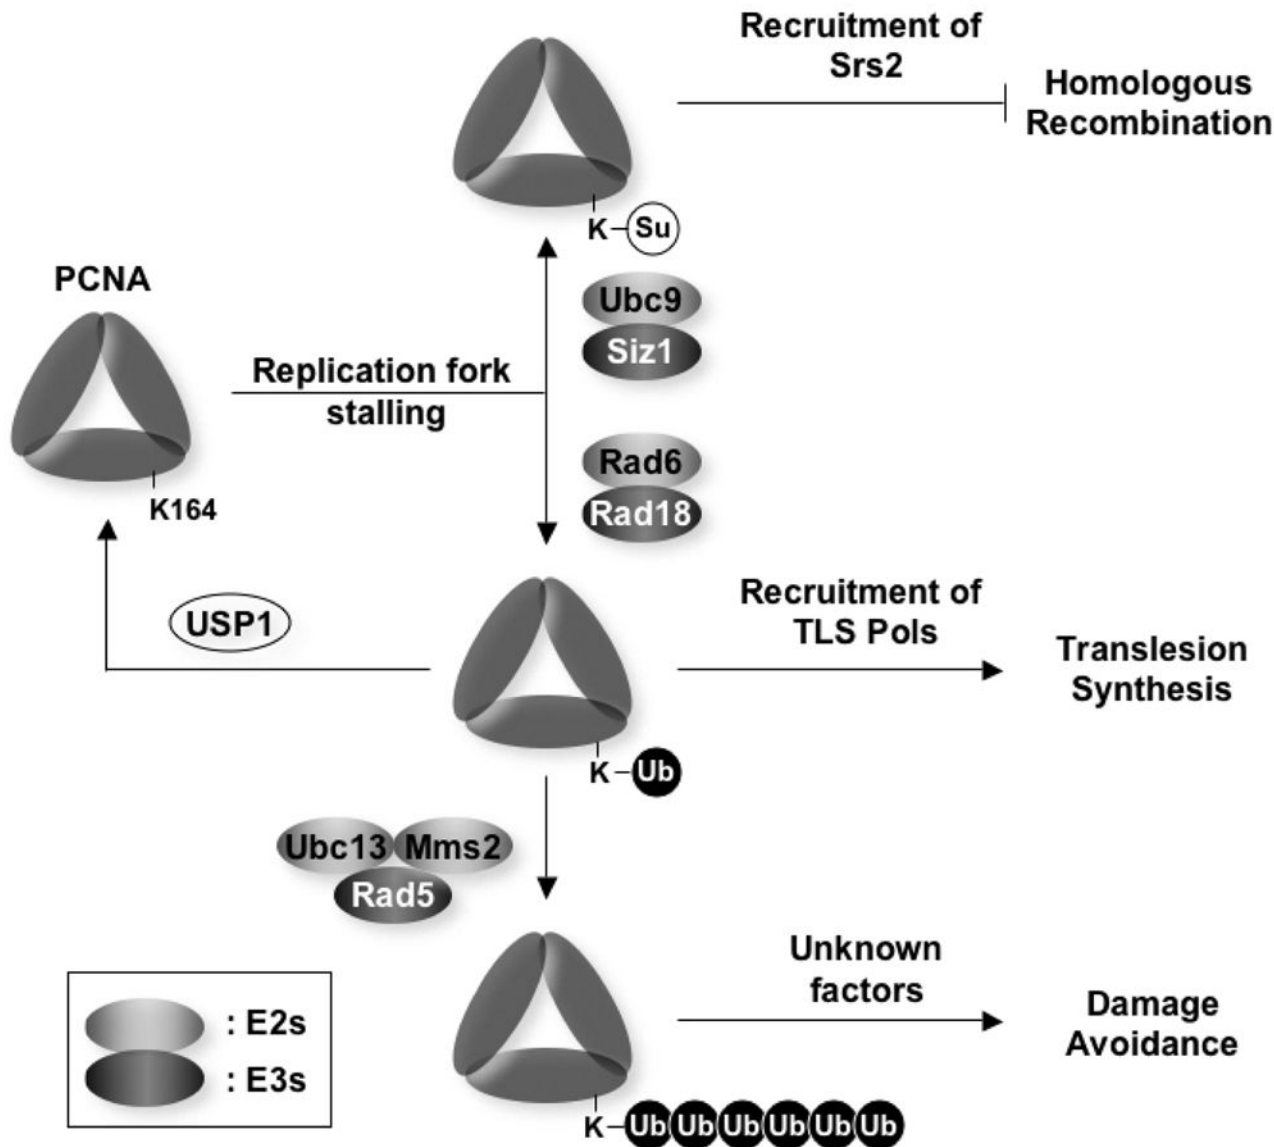 Recruitment of
Srs2
Homologous
Recombination
K
Su
PCNA
Ubc9
Siz1
Replication fork
stalling
Rad6
Rad18
K164
USP1
Recruitment of
TLS Pols
Translesion
Synthesis
K
Ub
Ubc13
Mms2
Rad5
Unknown
factors
Damage
Avoidance
: E2s
: E3s
K
Ub Ub Ub Ub Ub Ub